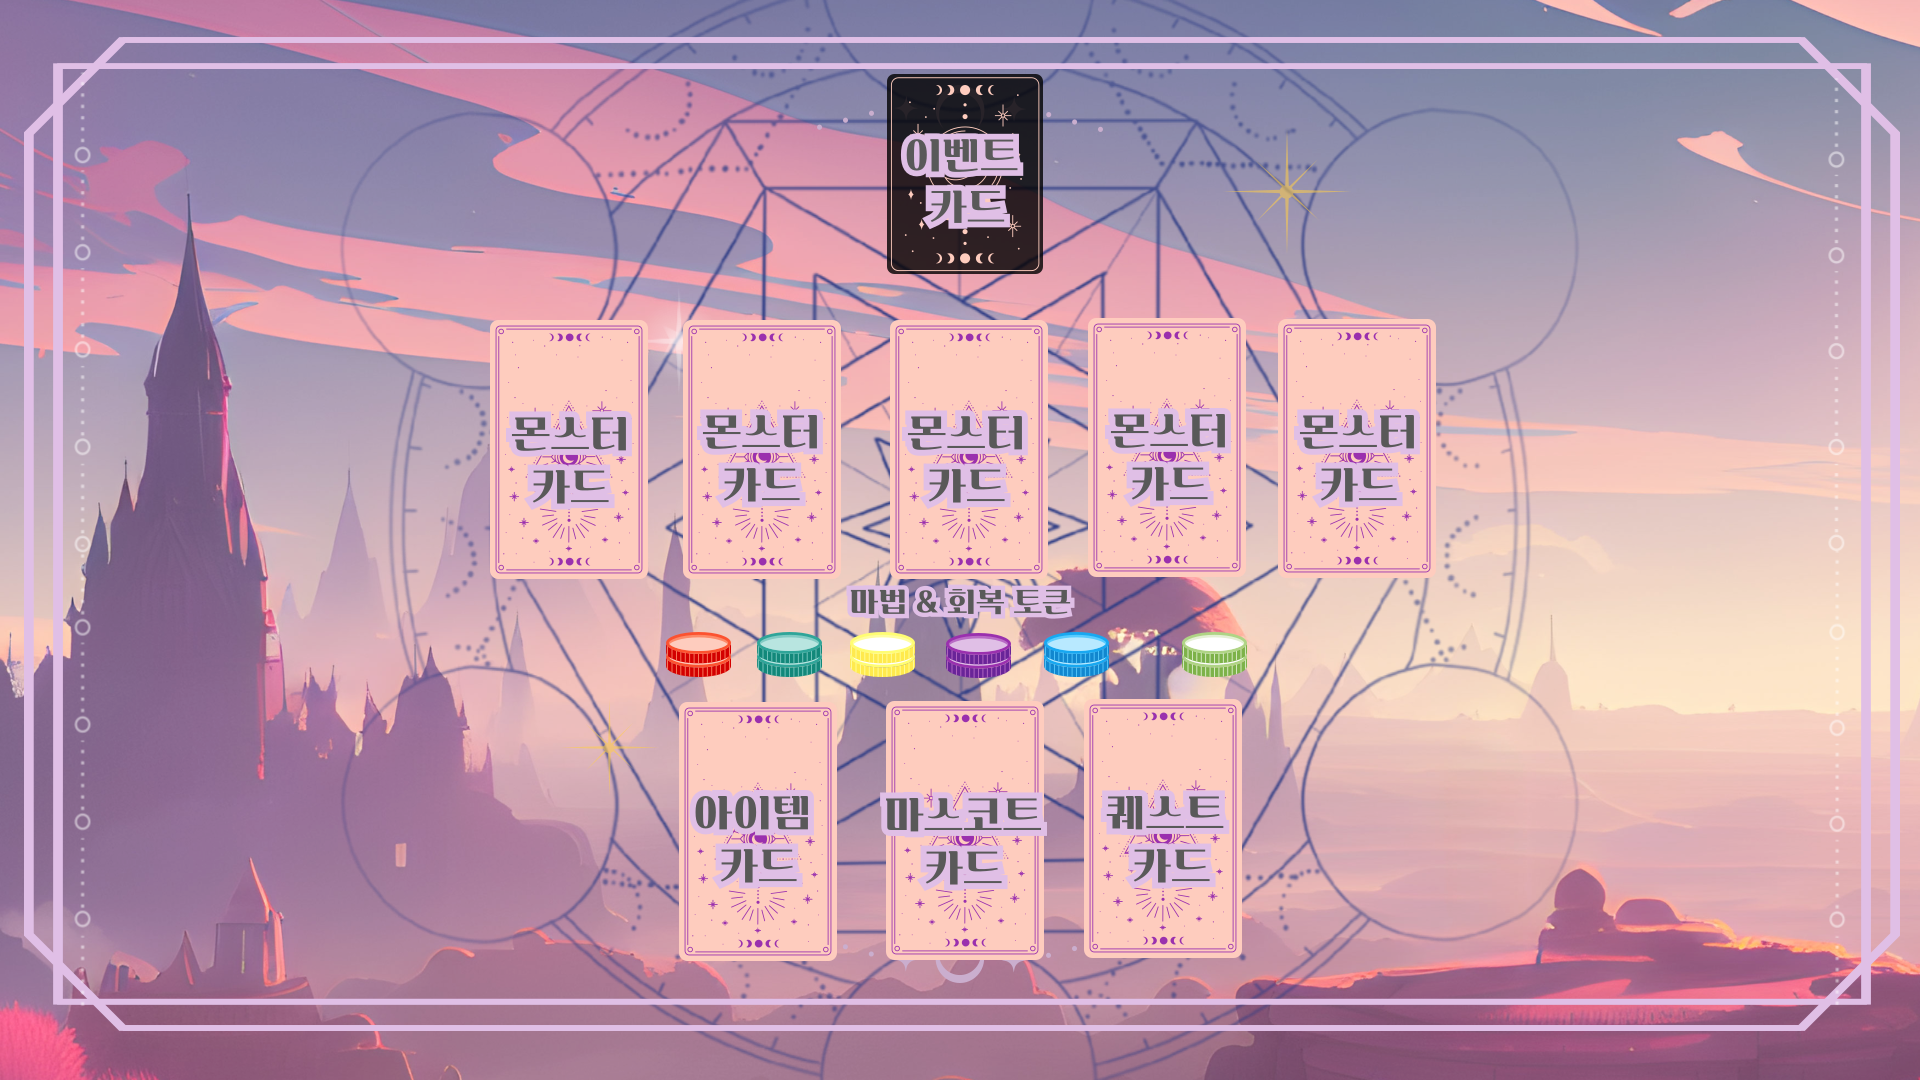 이벤트
카드
몬스터
카드
몬스터
카드
몬스터
카드
몬스터
카드
몬스터
카드
마법 & 회복 토큰
아이템
카드
마스코트
카드
퀘스트
카드